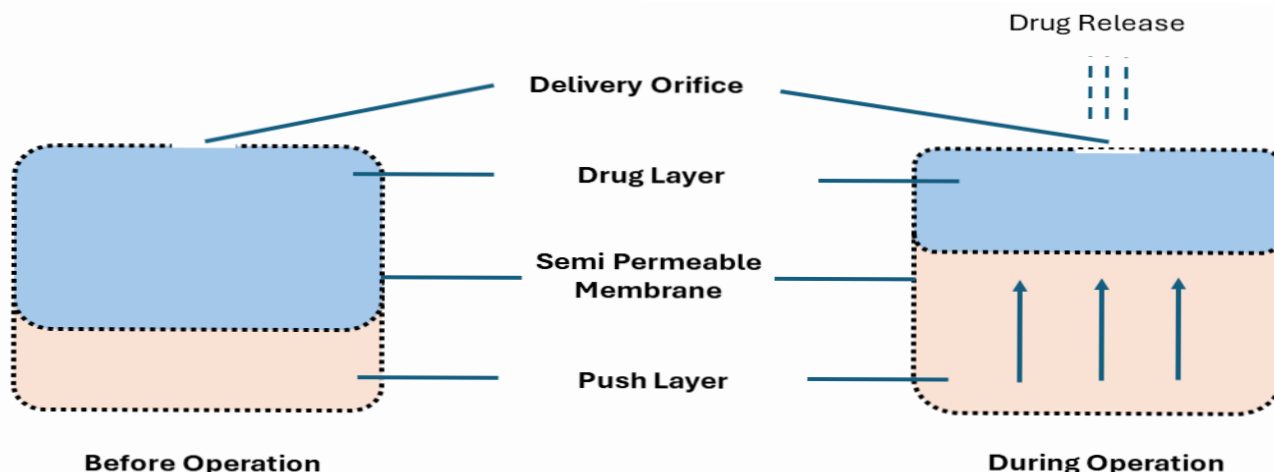 Drug Release
Delivery Orifice
Drug Layer
Semi Permeable
Membrane
Push Layer
Before Operation
During Operation